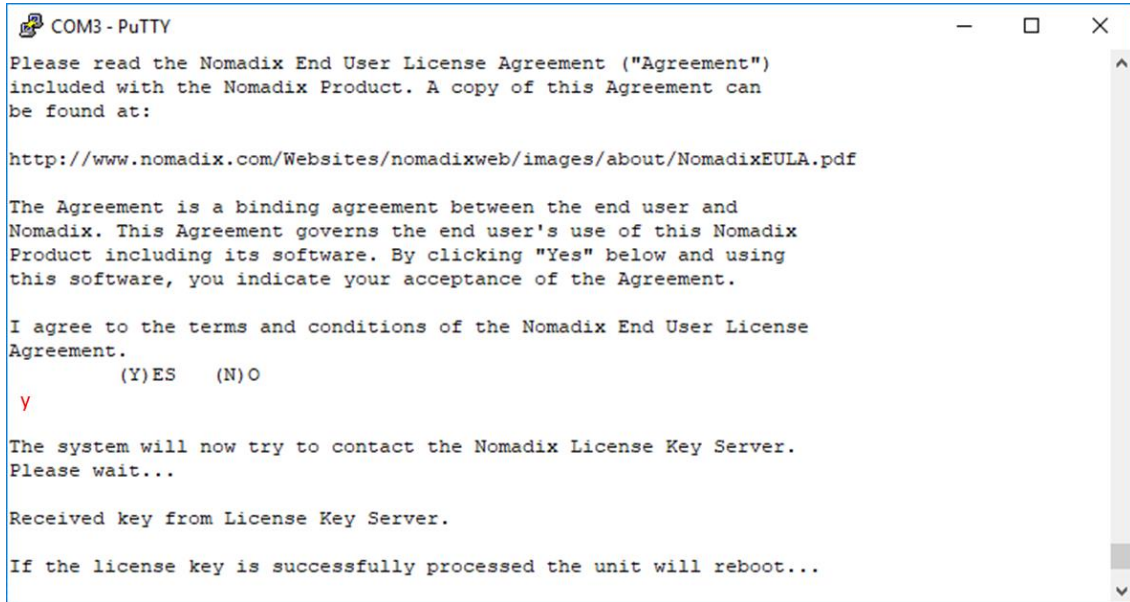 COM3 - PuTTY
Please read the Nomadix End User License Agreement ("Agreement")
included with the Nomadix Product. A copy of this Agreement can
be found at:
http://www.nomadix.com/Websites/nomadixweb/images/about/NomadixEULA.pdf
The Agreement is a binding agreement between the end user and
Nomadix. This Agreement governs the end user's use of this Nomadix
Product including its software. By clicking "Yes" below and using
this software, you indicate your acceptance of the Agreement.
I agree to the terms and conditions of the Nomadix End User License
Agreement.
(Y)ES (N)O
y
The system will now try to contact the Nomadix License Key Server.
Please wait...
Received key from License Key Server.
If the license key is successfully processed the unit will reboot...